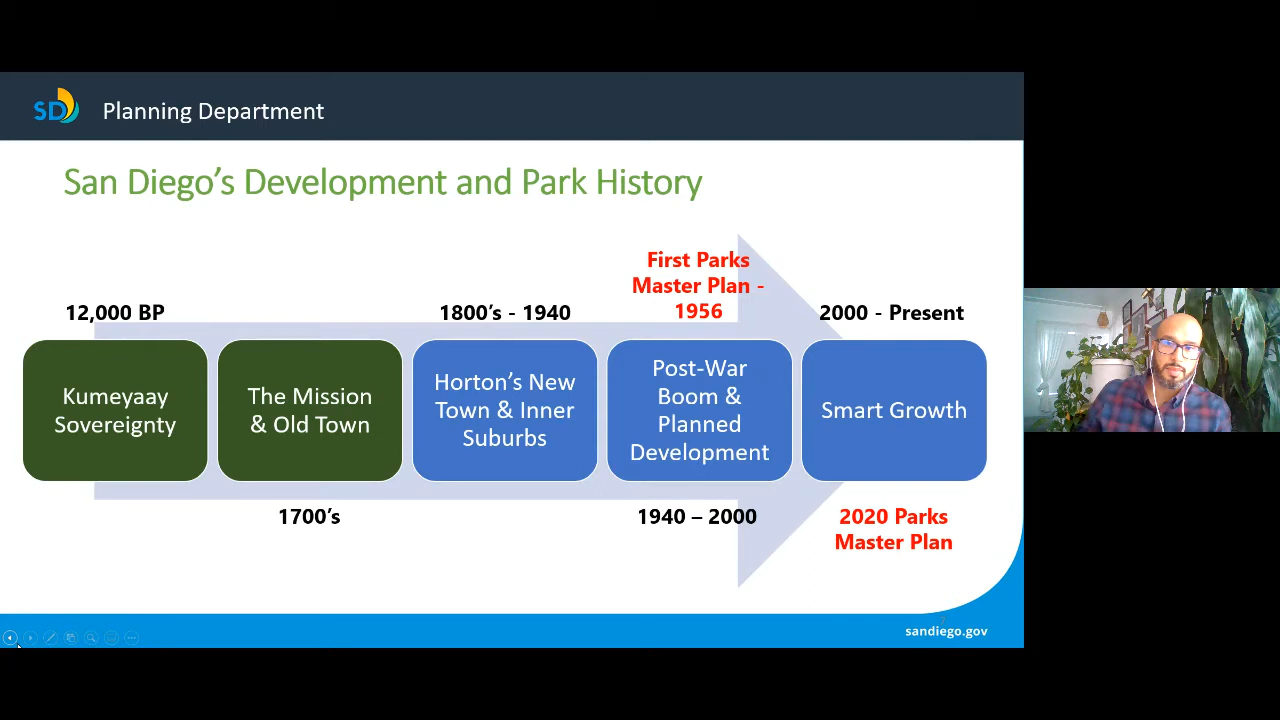 SD
Planning Department
San Diego's Development and Park History
12,000 BP
1800's - 1940
First Parks
Master Plan -
1956
2000 - Present
Kumeyaay
Sovereignty
The Mission
& Old Town
Horton's New
Town & Inner
Suburbs
Post-War
Boom &
Planned
Development
Smart Growth
1700's
1940 – 2000
2020 Parks
Master Plan
7
sandiego.gov